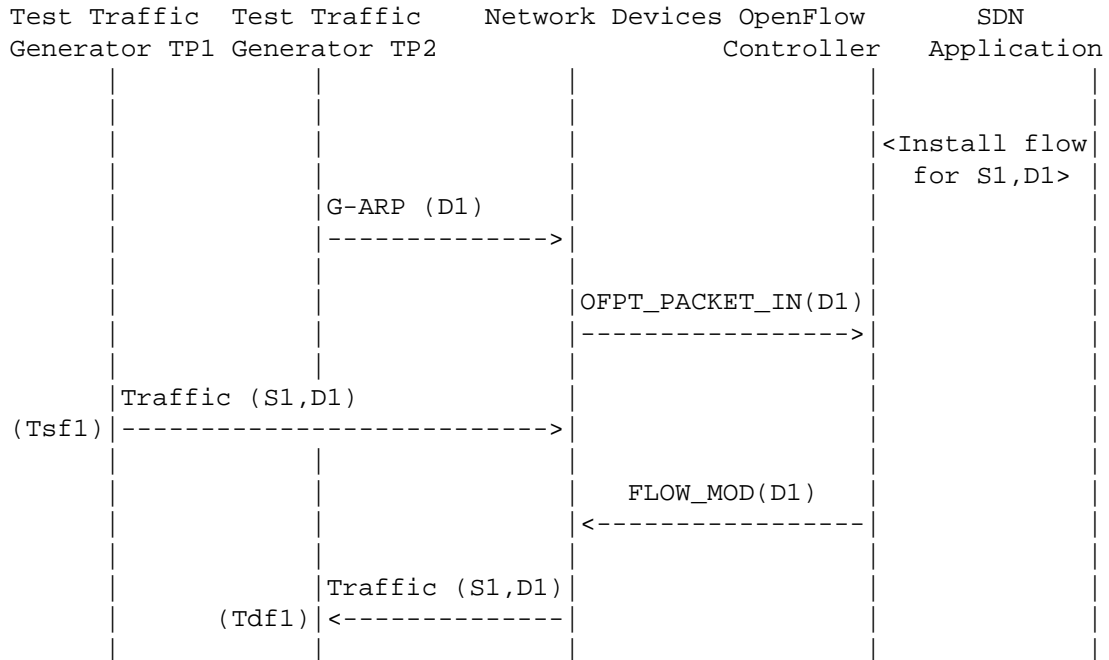 Test Traffic Test Traffic Network Devices OpenFlow SDN
Generator TP1 Generator TP2 Controller Application
<Install flow
for S1,D1>
G-ARP (D1)
OFPT_PACKET_IN(D1)
Traffic (S1,D1)
(Tsf1)
FLOW_MOD(D1)
Traffic (S1,D1)
(Tdf1)